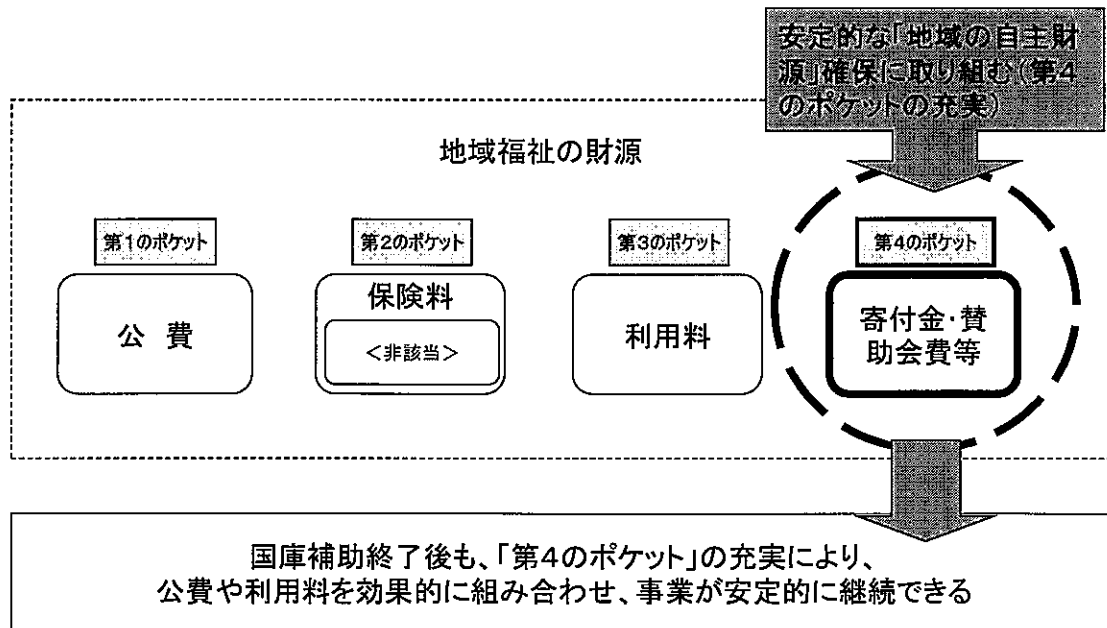 安定的な「地域の自主財
源」確保に取り組む（第４
のポケットの充実）
地域福祉の財源
第１のポケット
第２のポケット
第３のポケット
第４のポケット
公 費
保険料
＜非該当＞
利用料
寄付金・賛
助会費等
国庫補助終了後も、「第４のポケット」の充実により、
公費や利用料を効果的に組み合わせ、事業が安定的に継続できる